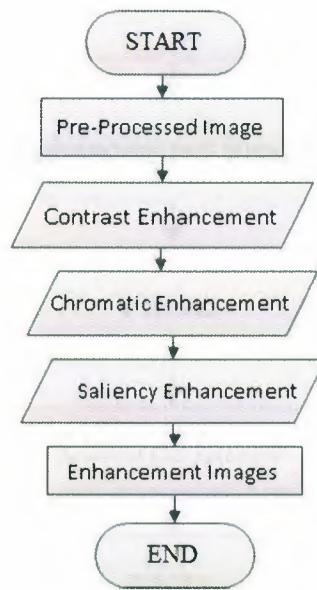 START
Pre-Processed Image
Contrast Enhancement
Chromatic Enhancement
Saliency Enhancement
Enhancement Images
END